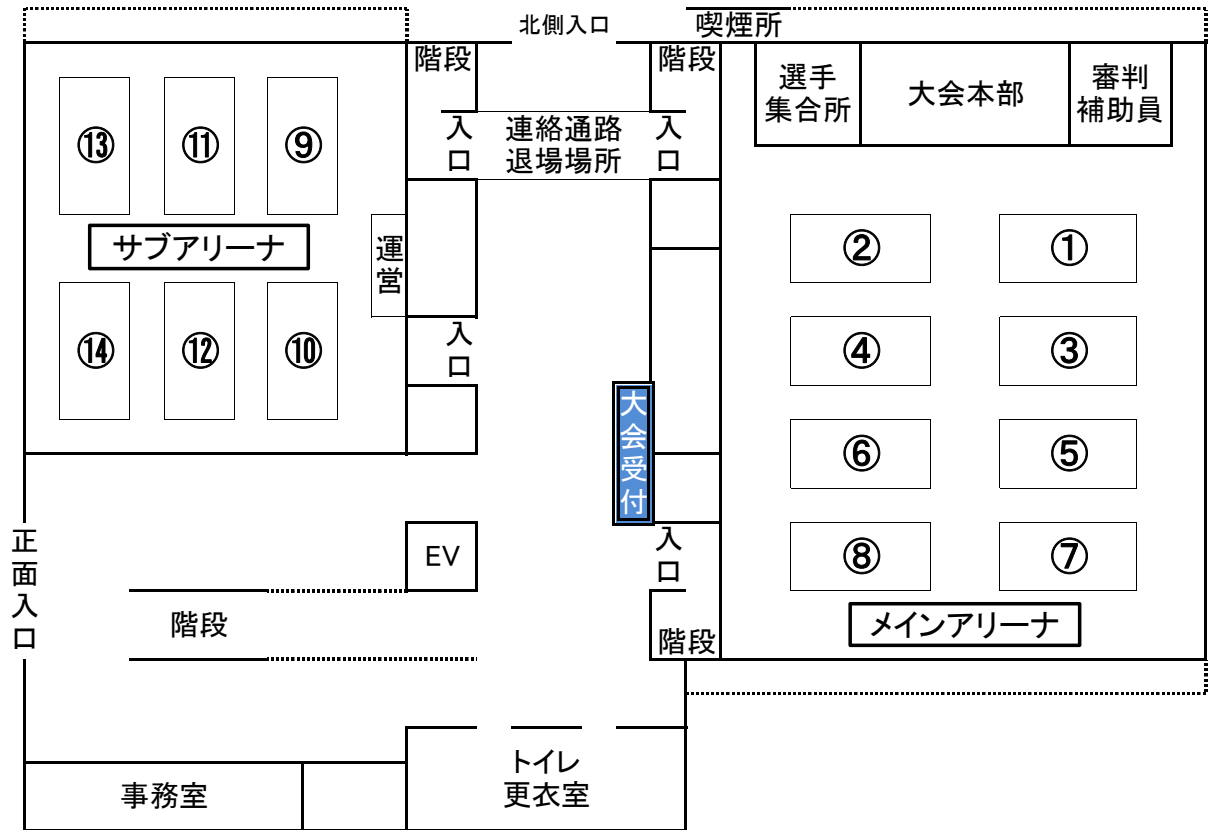 北側入口
喫煙所
階段
階段
選手
集合所
大会本部
審判
補助員
⑬
⑪
⑨
入口
連絡通路
退場場所
入口
サブアリーナ
運営
②
①
⑭
⑫
⑩
入口
④
③
大会受付
⑥
⑤
正面入口
EV
入口
⑧
⑦
階段
階段
メインアリーナ
トイレ
更衣室
事務室